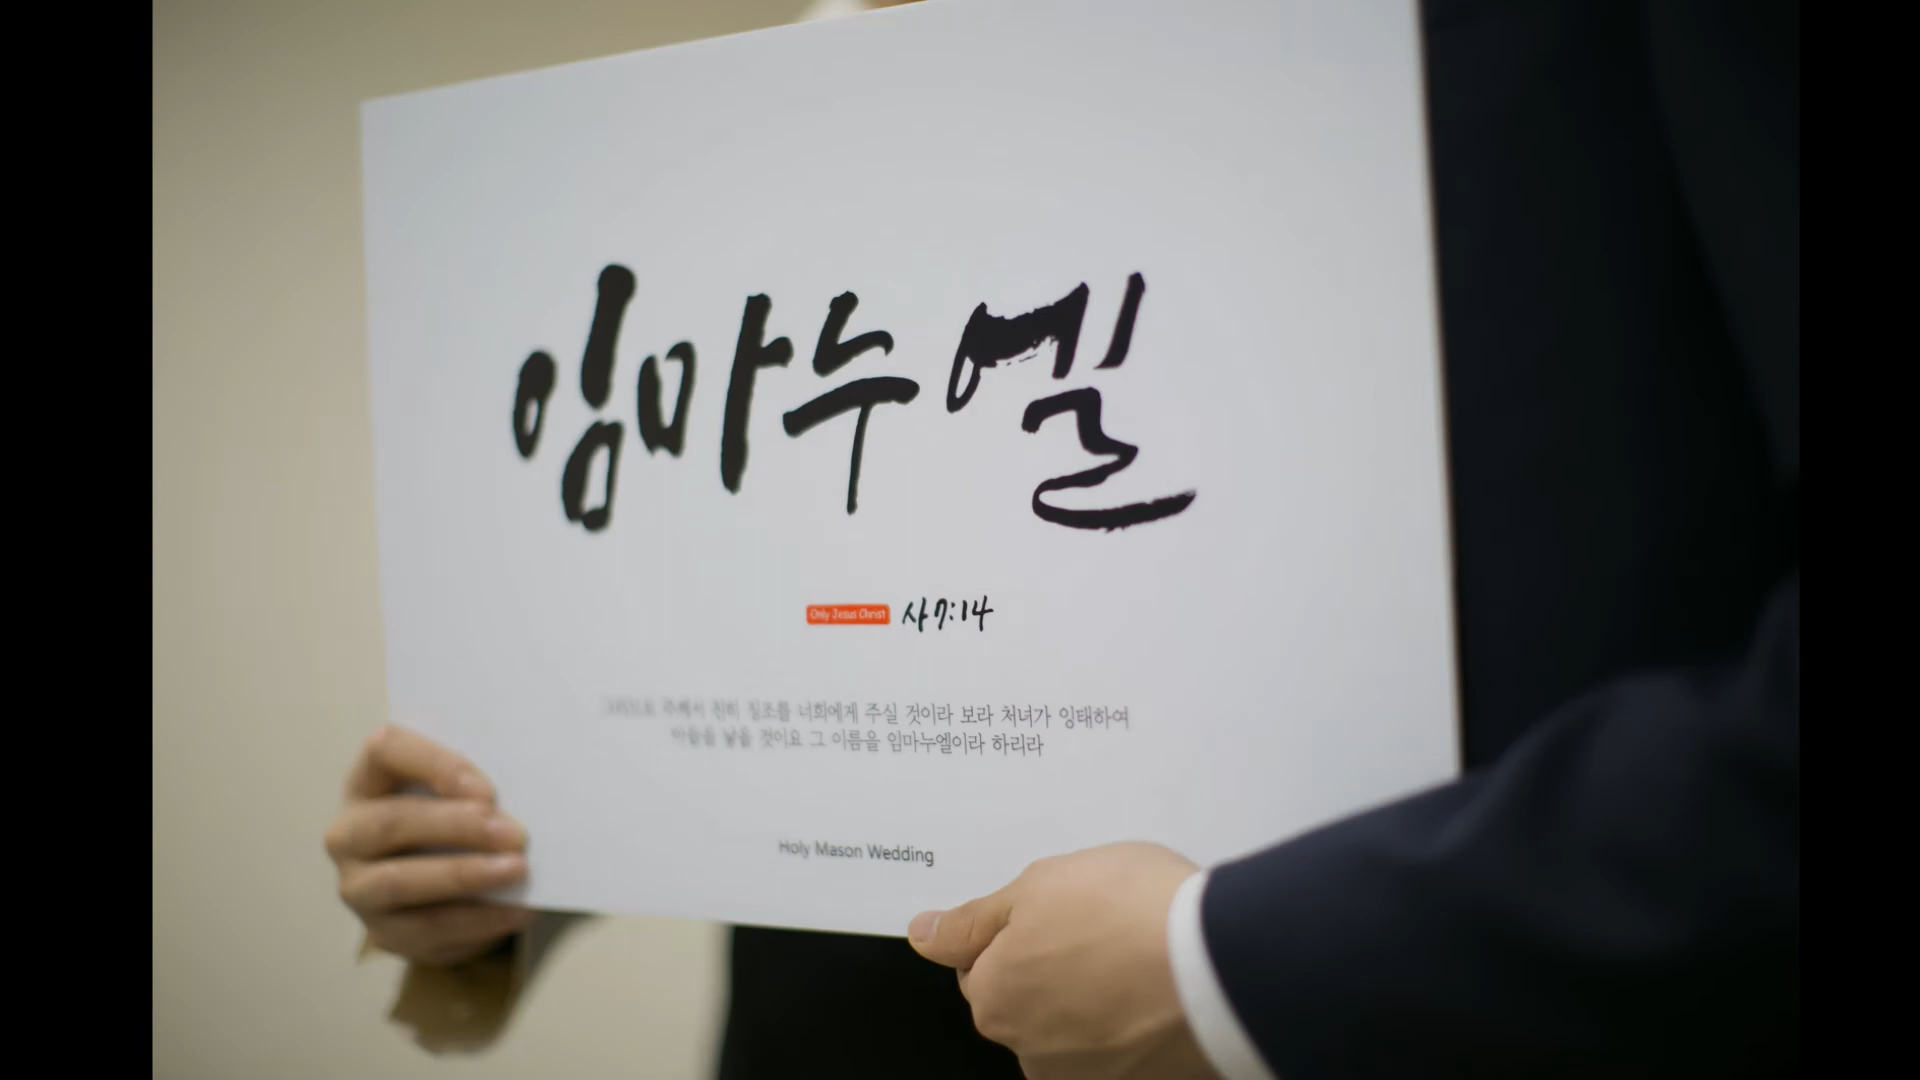 임마누엘
Only Jesus Christ 사 7:14
그러므로 주께서 친히 징조를 너희에게 주실 것이라 보라 처녀가 잉태하여
아들을 낳을 것이요 그 이름을 임마누엘이라 하리라
Holy Mason Wedding